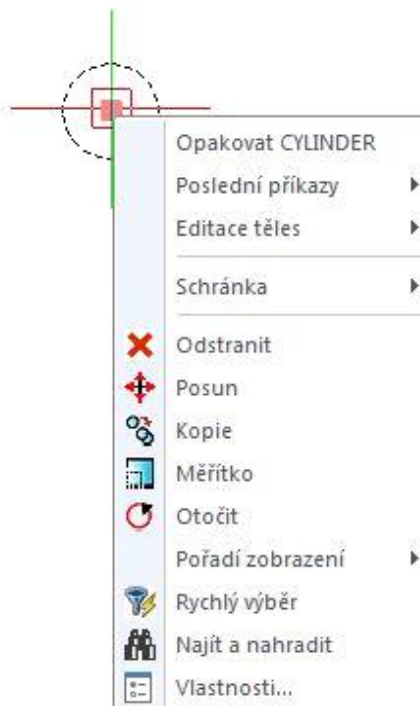 Opakovat CYLINDER
Poslední příkazy
Editace těles
Schránka
Odstranit
Posun
Kopie
Měřítko
Otočit
Pořadí zobrazení
Rychlý výběr
Najít a nahradit
Vlastnosti...